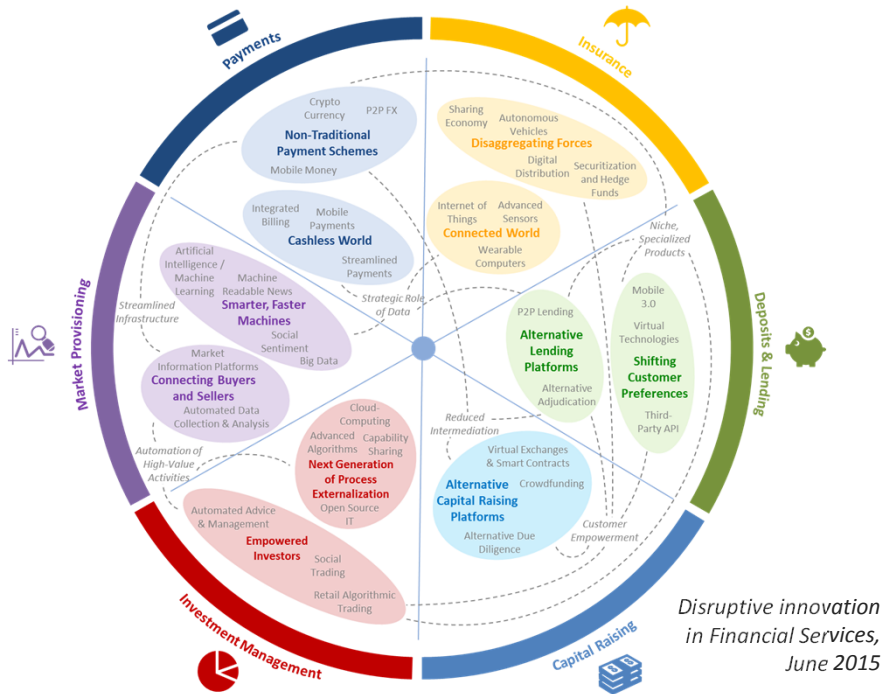 Payments
Insurance
Crypto
Currency
P2P FX
Non-Traditional
Payment Schemes
Mobile Money
Sharing
Economy
Autonomous
Vehicles
Disaggregating Forces
Digital
Distribution
Securitization
and Hedge
Funds
Integrated
Billing
Mobile
Payments
Cashless World
Streamlined
Payments
Internet of
Things
Advanced
Sensors
Connected World
Wearable
Computers
Niche,
Specialized
Products
Market Provisioning
Artificial
Intelligence /
Machine
Learning
Machine
Readable News
Smarter, Faster
Machines
Social
Sentiment
Big Data
Streamlined
Infrastructure
Strategic Role
of Data
Deposits & Lending
P2P Lending
Alternative
Lending
Platforms
Alternative
Adjudication
Mobile
3.0
Virtual
Technologies
Shifting
Customer
Preferences
Third-
Party API
Market
Information Platforms
Connecting Buyers
and Sellers
Automated Data
Collection & Analysis
Automation of
High-Value
Activities
Cloud-
Computing
Advanced
Algorithms
Capability
Sharing
Next Generation
of Process
Externalization
Open Source
IT
Reduced
Intermediation
Virtual Exchanges
& Smart Contracts
Alternative
Capital Raising
Platforms
Crowdfunding
Alternative Due
Diligence
Customer
Empowerment
Automated Advice
& Management
Empowered
Investors
Social
Trading
Retail Algorithmic
Trading
Investment Management
Capital Raising
Disruptive innovation
in Financial Services,
June 2015